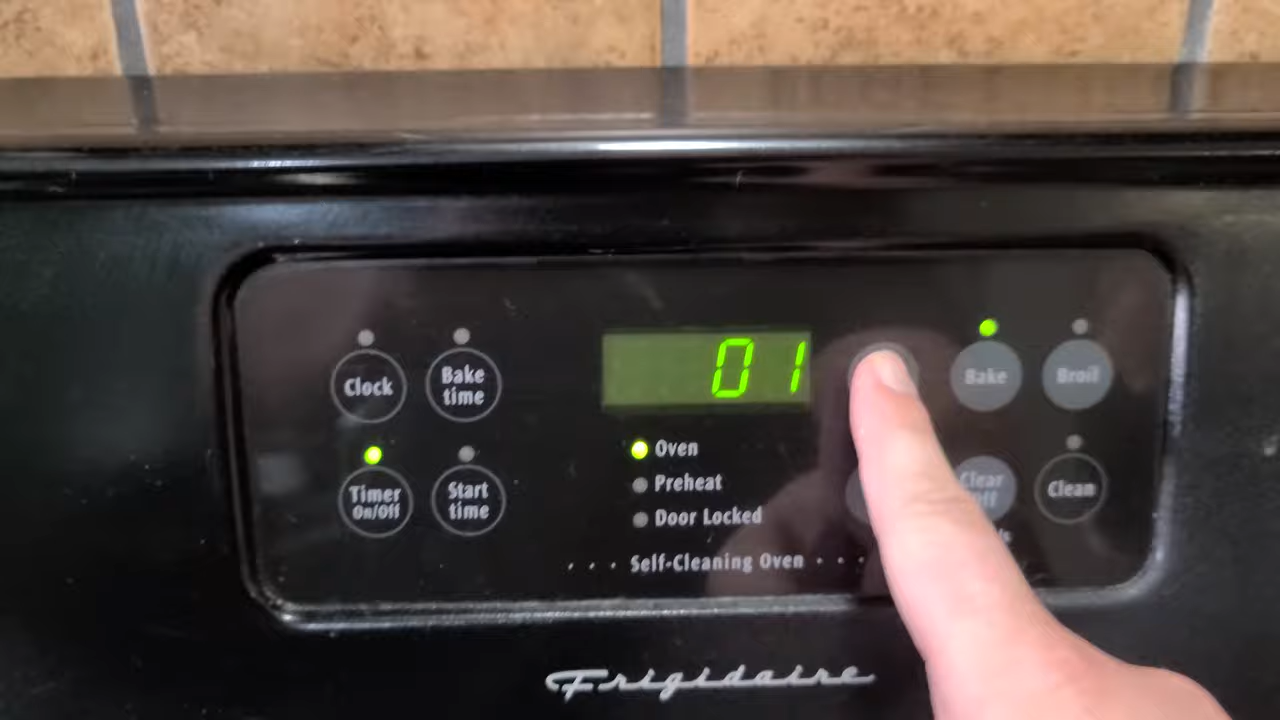 Clock
Bake
time
01
Bake
Broil
Timer
On/Off
Start
time
Oven
Preheat
Door Locked
Clear
Off
Clean
Self-Cleaning Oven
Frigidaire